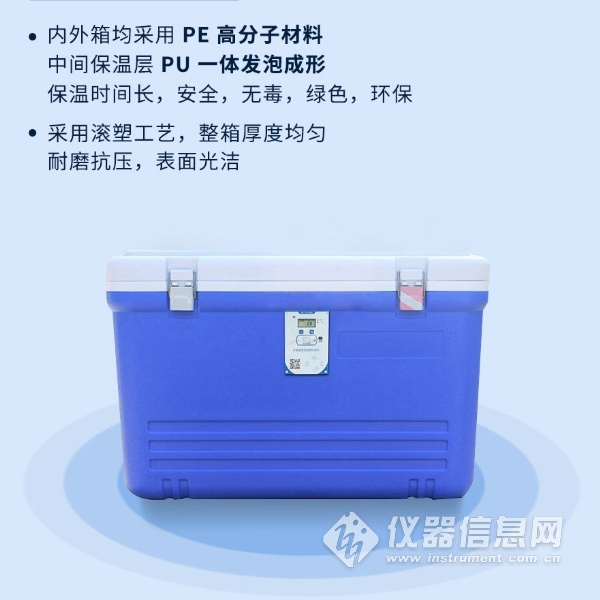 内外箱均采用 PE 高分子材料
中间保温层 PU 一体发泡成形
保温时间长，安全，无毒，绿色，环保
采用滚塑工艺，整箱厚度均匀
耐磨抗压，表面光洁
仪器信息网
www.instrument.com.cn